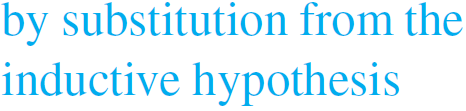 by substitution from the
inductive hypothesis